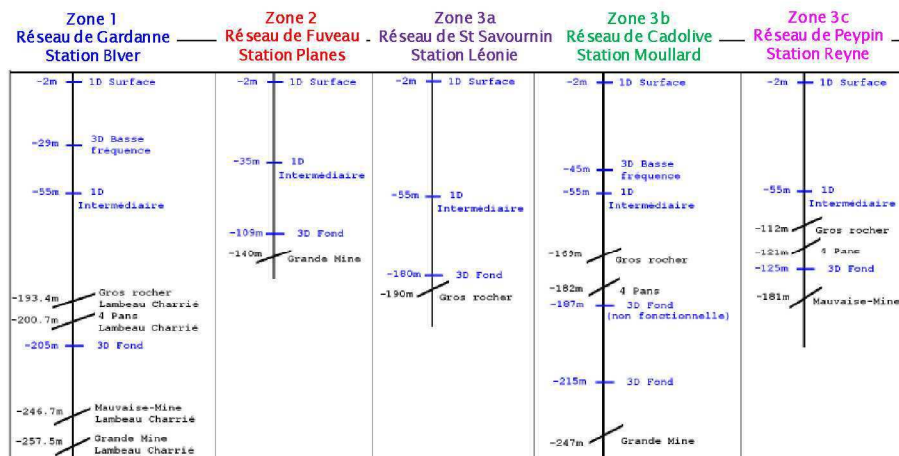 Zone 1
Réseau de Gardanne
Station Biver
-2m 1D Surface
-29m 3D Basse
fréquence
-55m 1D
Intermédiaire
-193.4m Gros rocher
Lambeau Charrié
-200.7m 4 Pans
Lambeau Charrié
-205m 3D Fond
-246.7m Mauvaise-Mine
Lambeau Charrié
-257.5m Grande Mine
Lambeau Charrié
Zone 2
Réseau de Fuveau
Station Planes
-2m 1D Surface
-35m 1D
Intermédiaire
-109m 3D Fond
-140m Grande Mine
Zone 3a
Réseau de St Savournin
Station Léonie
-2m 1D Surface
-55m 1D
Intermédiaire
-180m 3D Fond
-190m Gros rocher
Zone 3b
Réseau de Cadolive
Station Moullard
-2m 1D Surface
-45m 3D Basse
fréquence
-55m 1D
Intermédiaire
-169m Gros rocher
-182m 4 Pans
-187m 3D Fond
(non fonctionnelle)
-215m 3D Fond
-247m Grande Mine
Zone 3c
Réseau de Peypin
Station Reyne
-2m 1D Surface
-55m 1D
Intermédiaire
-112m Gros rocher
-121m 4 Pans
-125m 3D Fond
-181m Mauvaise-Mine